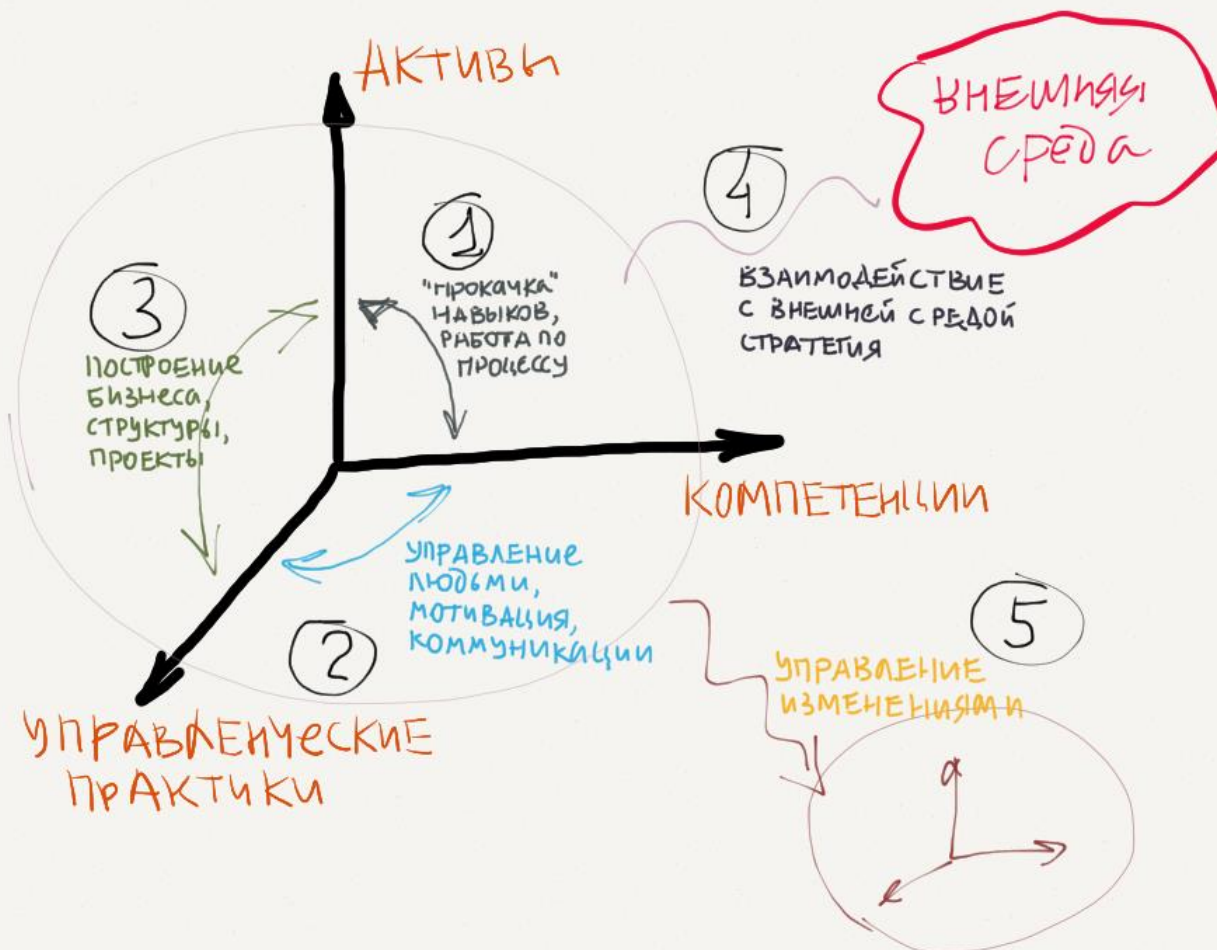 АКТИВЫ
ВНЕШНЯЯ
СРЕДА
4
1
"ПРОКАЧКА"
НАВЫКОВ,
РАБОТА ПО
ПРОЦЕССУ
3
ПОСТРОЕНИЕ
БИЗНЕСА,
СТРУКТУРЫ,
ПРОЕКТЫ
ВЗАИМОДЕЙСТВИЕ
С ВНЕШНЕЙ СРЕДОЙ
СТРАТЕГИЯ
КОМПЕТЕНЦИИ
УПРАВЛЕНИЕ
ЛЮДЬМИ,
МОТИВАЦИЯ,
КОММУНИКАЦИИ
2
5
УПРАВЛЕНИЕ
ИЗМЕНЕНИЯМИ
УПРАВЛЕНЧЕСКИЕ
ПРАКТИКИ